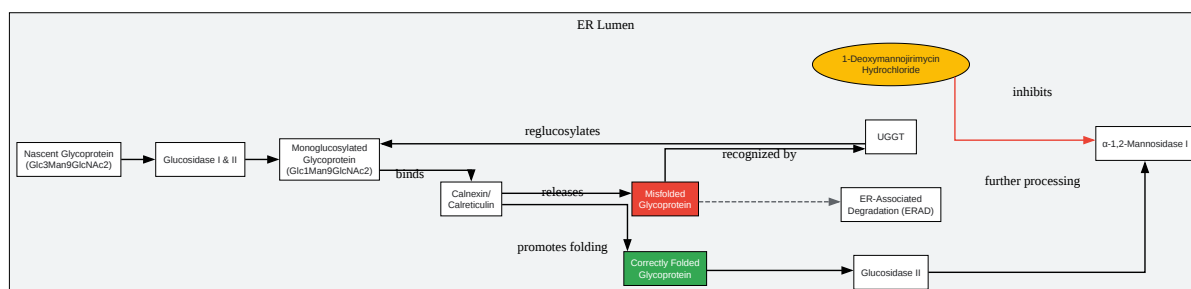 ER Lumen
1-Deoxymannojirimycin
Hydrochloride
inhibits
reglucosylates
UGGT
Nascent Glycoprotein
(Glc3Man9GlcNAc2)
Glucosidase I & II
Monoglucosylated
Glycoprotein
(Glc1Man9GlcNAc2)
recognized by
α-1,2-Mannosidase I
binds
Calnexin/
Calreticulin
releases
Misfolded
Glycoprotein
further processing
ER-Associated
Degradation (ERAD)
promotes folding
Correctly Folded
Glycoprotein
Glucosidase II